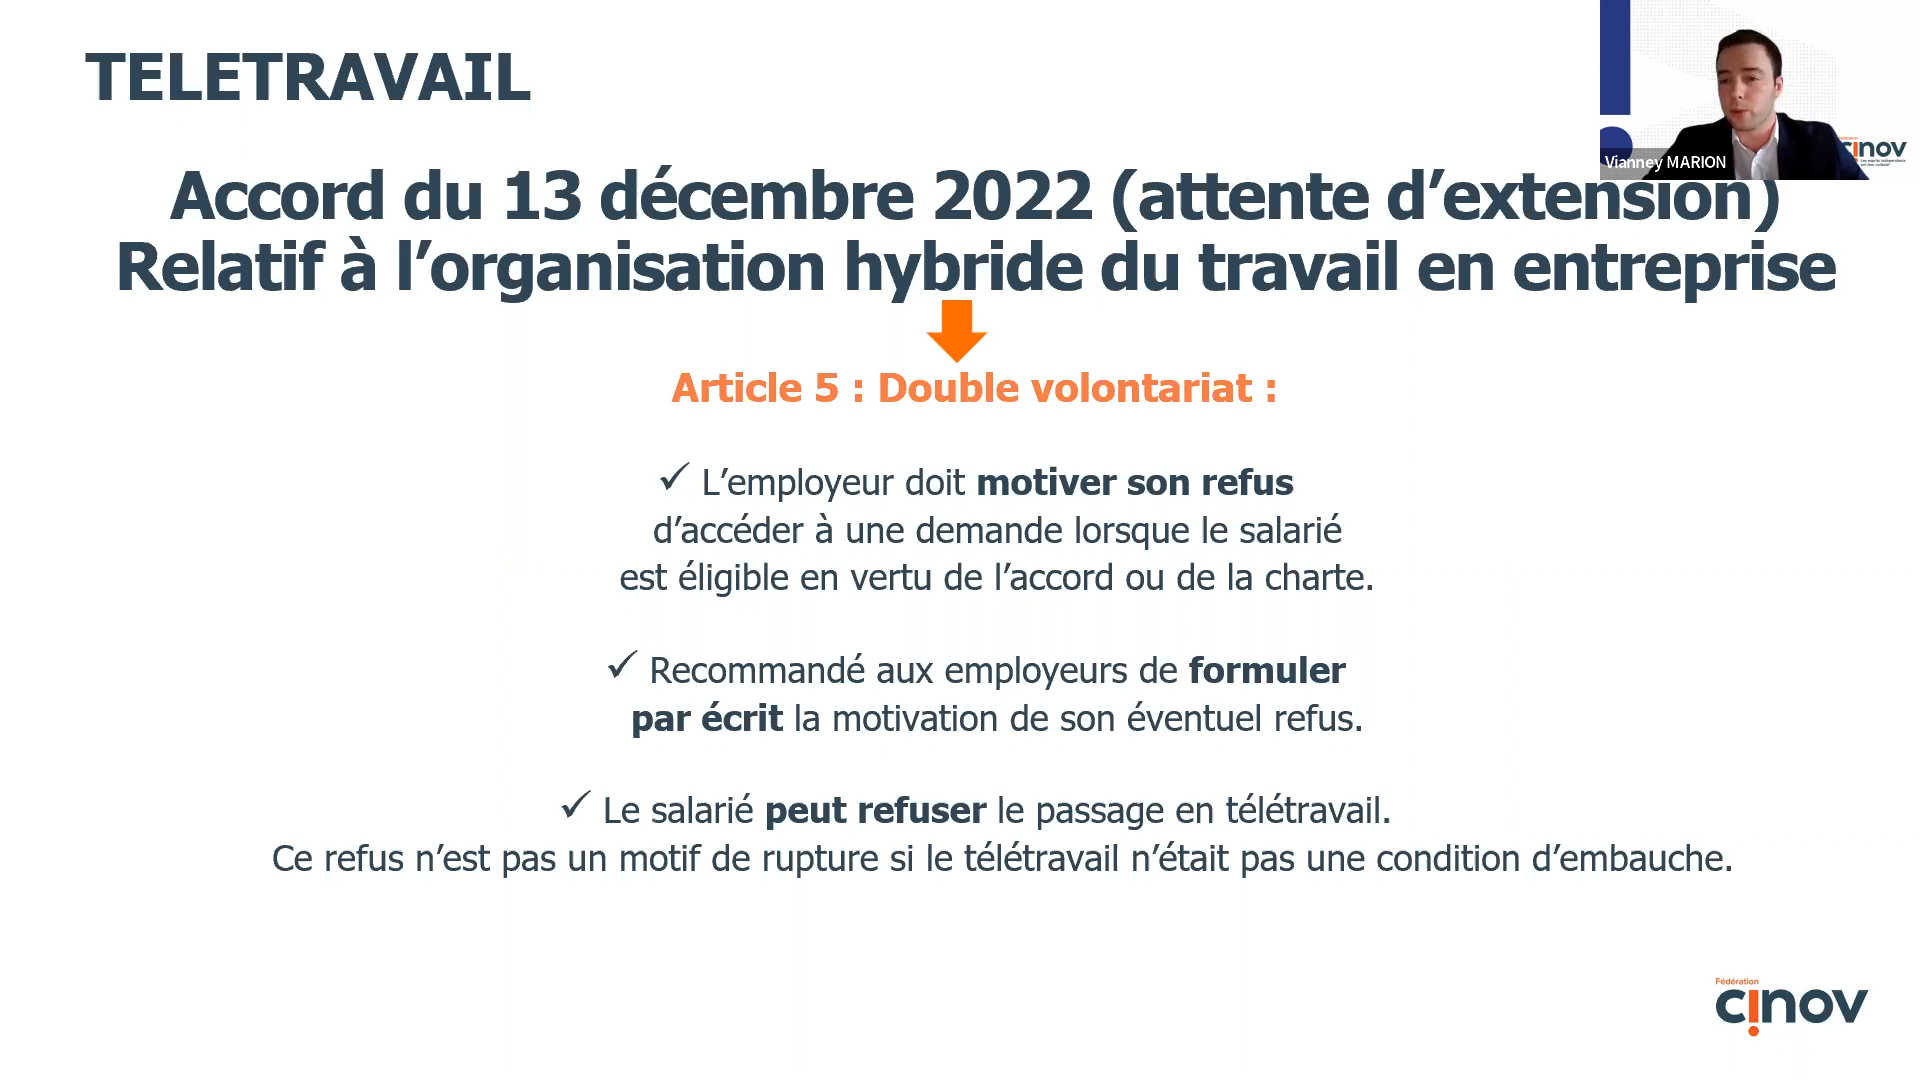 TELETRAVAIL
Vianney MARION
cinov
Accord du 13 décembre 2022 (attente d’extension)
Relatif à l’organisation hybride du travail en entreprise
Article 5 : Double volontariat :
✓ L’employeur doit motiver son refus
d’accéder à une demande lorsque le salarié
est éligible en vertu de l’accord ou de la charte.
✓ Recommandé aux employeurs de formuler
par écrit la motivation de son éventuel refus.
✓ Le salarié peut refuser le passage en télétravail.
Ce refus n’est pas un motif de rupture si le télétravail n’était pas une condition d’embauche.
Fédération
cinov